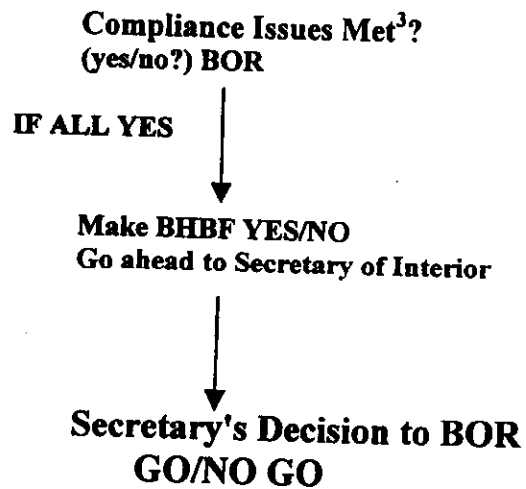 Compliance Issues Met³?
(yes/no?) BOR
IF ALL YES
Make BHBF YES/NO
Go ahead to Secretary of Interior
Secretary's Decision to BOR
GO/NO GO